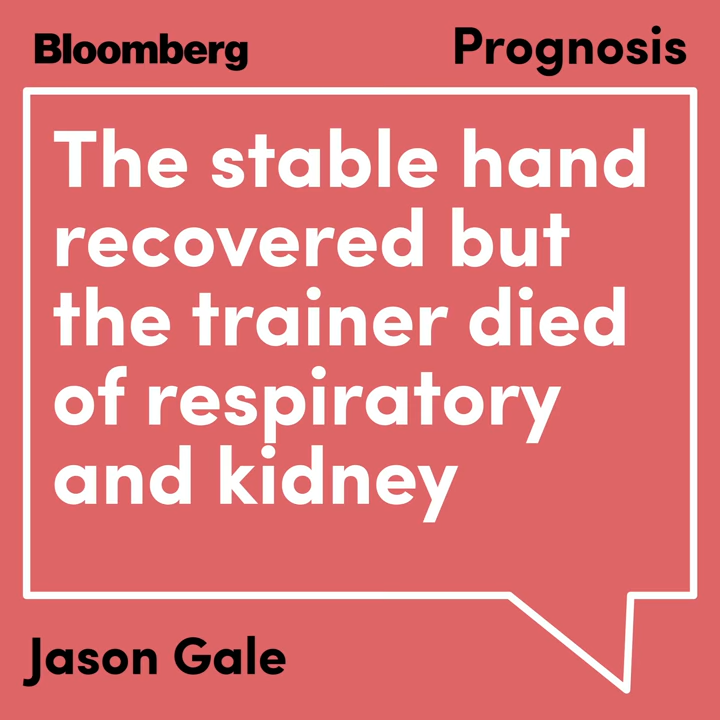 Bloomberg
Prognosis
The stable hand
recovered but
the trainer died
of respiratory
and kidney
Jason Gale